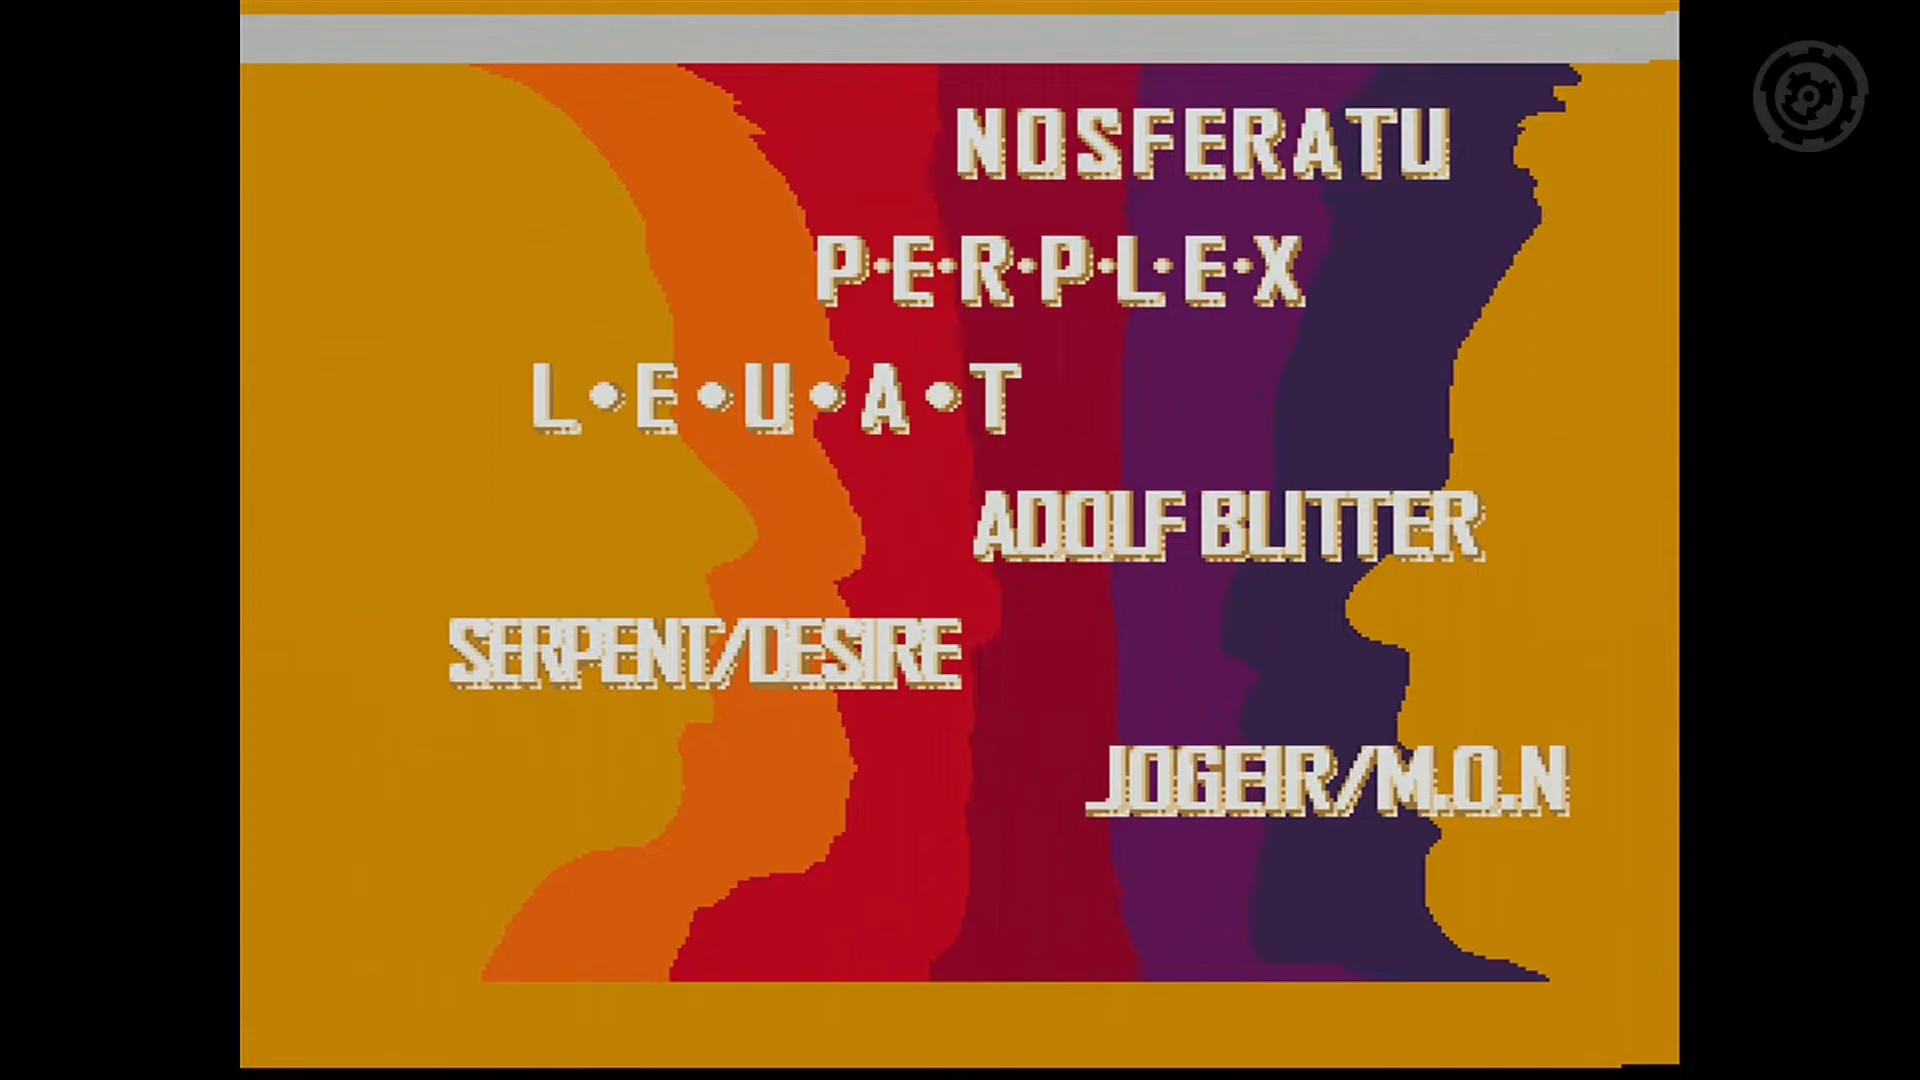 NOSFERATU
P·E·R·P·L·E·X
L•E•U•A•T
ADOLF BLITTER
SERPENT/DESIRE
JOGEIR/M.O.N